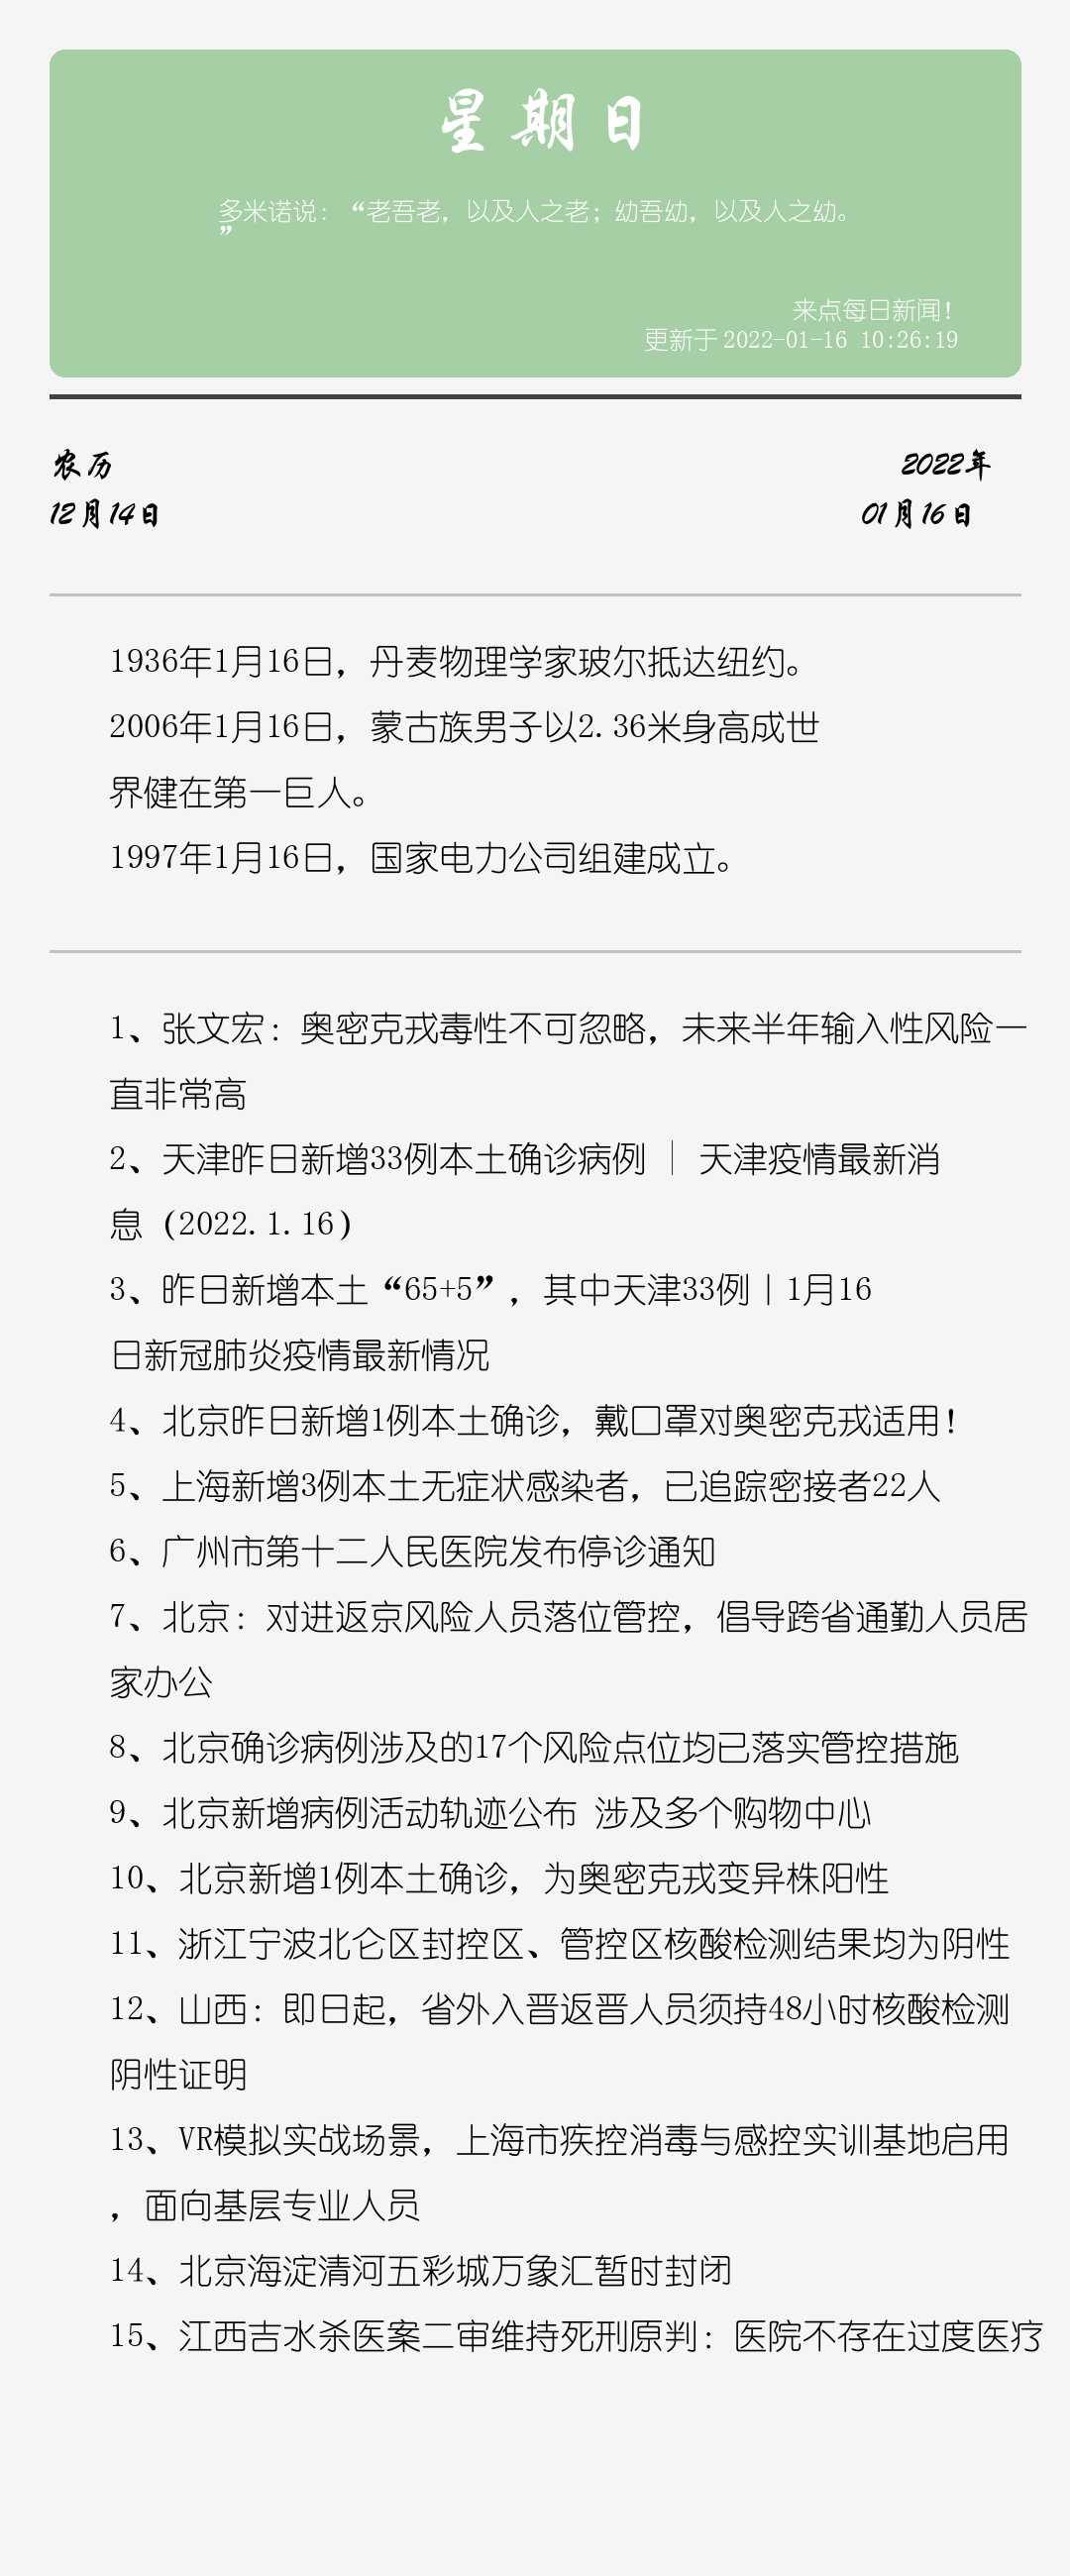 星期日
多米诺说：“老吾老，以及人之老；幼吾幼，以及人之幼。
”
来点每日新闻！
更新于 2022-01-16 10:26:19
农历
2022年
12月14日
01月16日
1936年1月16日，丹麦物理学家玻尔抵达纽约。
2006年1月16日，蒙古族男子以2.36米身高成世
界健在第一巨人。
1997年1月16日，国家电力公司组建成立。
1、张文宏：奥密克戎毒性不可忽略，未来半年输入性风险一
直非常高
2、天津昨日新增33例本土确诊病例 | 天津疫情最新消
息（2022.1.16）
3、昨日新增本土“65+5”，其中天津33例丨1月16
日新冠肺炎疫情最新情况
4、北京昨日新增1例本土确诊，戴口罩对奥密克戎适用！
5、上海新增3例本土无症状感染者，已追踪密接者22人
6、广州市第十二人民医院发布停诊通知
7、北京：对进返京风险人员落位管控，倡导跨省通勤人员居
家办公
8、北京确诊病例涉及的17个风险点位均已落实管控措施
9、北京新增病例活动轨迹公布 涉及多个购物中心
10、北京新增1例本土确诊，为奥密克戎变异株阳性
11、浙江宁波北仑区封控区、管控区核酸检测结果均为阴性
12、山西：即日起，省外入晋返晋人员须持48小时核酸检测
阴性证明
13、VR模拟实战场景，上海市疾控消毒与感控实训基地启用
，面向基层专业人员
14、北京海淀清河五彩城万象汇暂时封闭
15、江西吉水杀医案二审维持死刑原判：医院不存在过度医疗